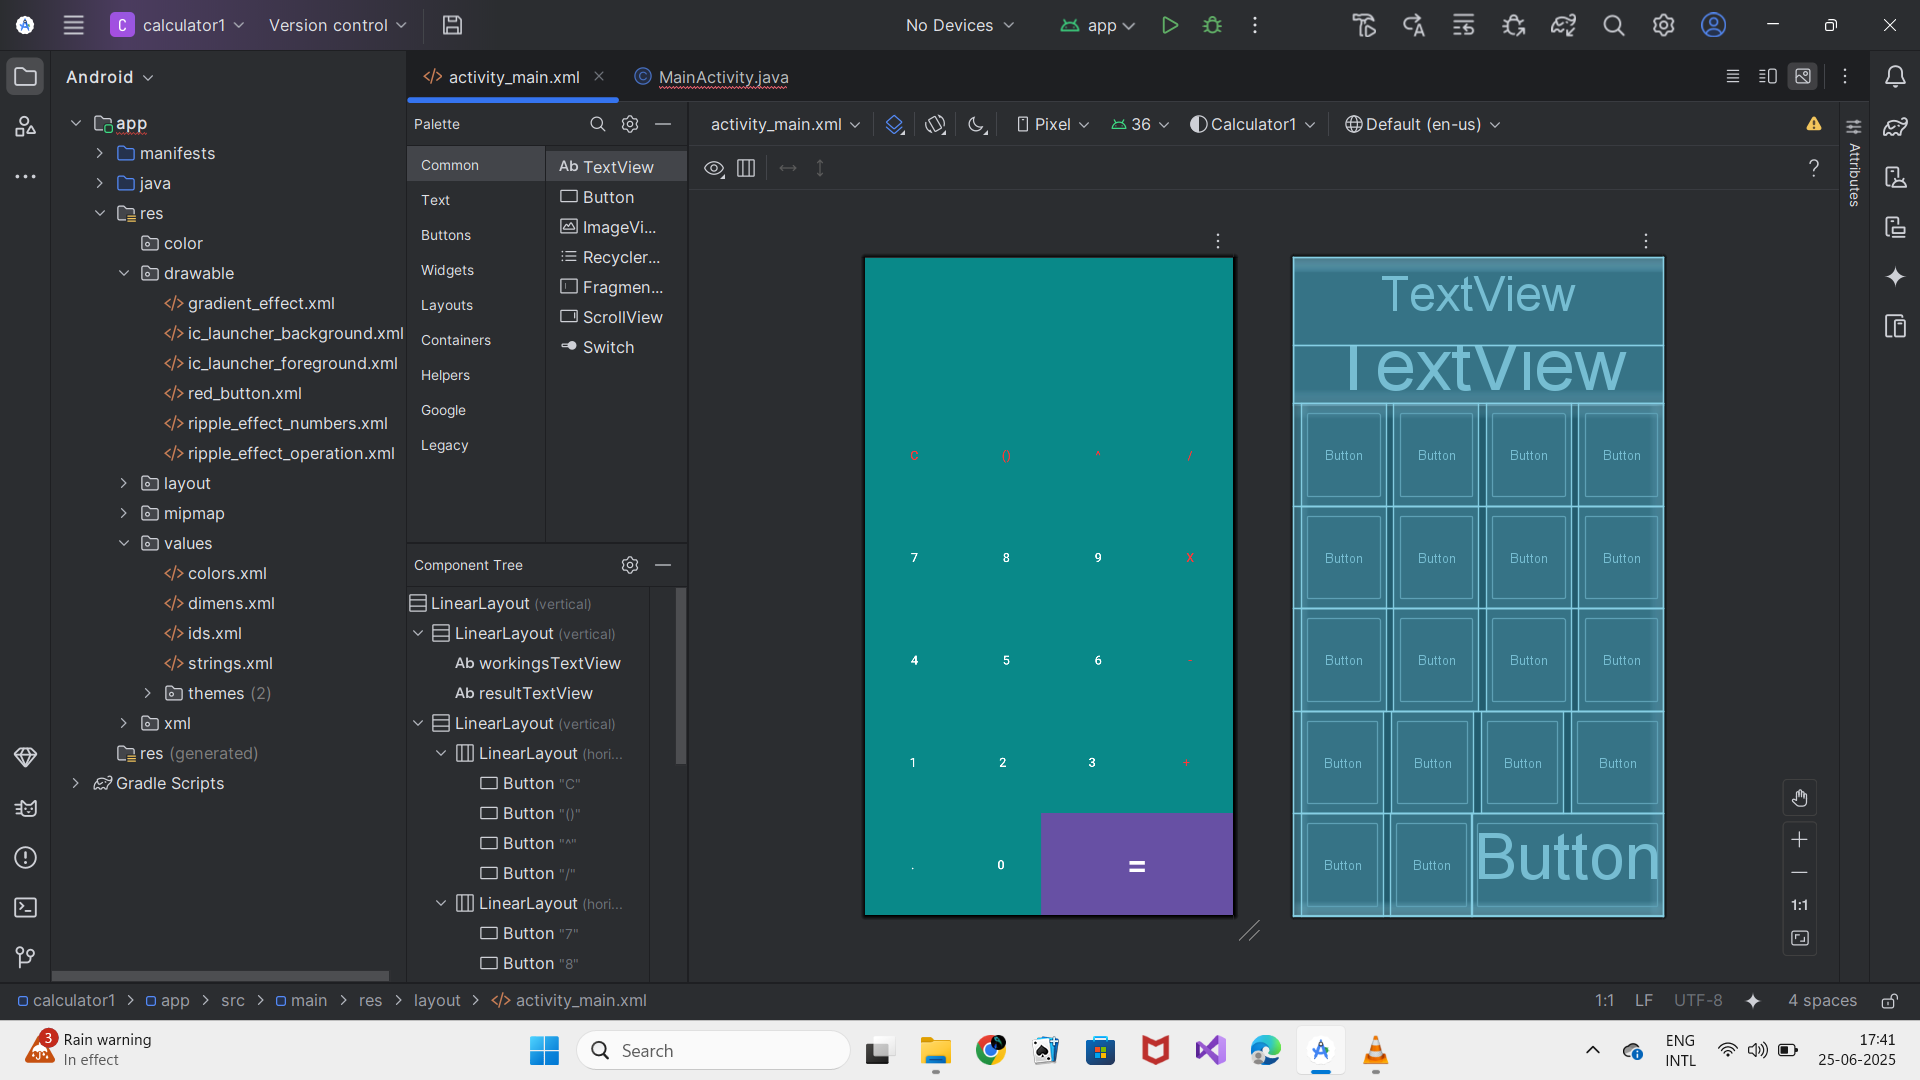 C calculator1 Version control No Devices app
Android
activity_main.xml
MainActivity.java
app
manifests
java
res
color
drawable
gradient_effect.xml
ic_launcher_background.xml
ic_launcher_foreground.xml
red_button.xml
ripple_effect_numbers.xml
ripple_effect_operation.xml
layout
mipmap
values
colors.xml
dimens.xml
ids.xml
strings.xml
themes (2)
xml
res (generated)
Gradle Scripts
Palette
Common
Text
Buttons
Widgets
Layouts
Containers
Helpers
Google
Legacy
Ab TextView
Button
ImageVi...
Recycler...
Fragmen...
ScrollView
Switch
Component Tree
LinearLayout (vertical)
LinearLayout (vertical)
Ab workingsTextView
Ab resultTextView
LinearLayout (vertical)
LinearLayout (hori...
Button "C"
Button "()"
Button "^"
Button "/"
LinearLayout (hori...
Button "7"
Button "8"
activity_main.xml Pixel 36 Calculator1 Default (en-us)
?
Attributes
C () ^ /
7 8 9 X
4 5 6 -
1 2 3 +
. 0 =
TextView
TextView
Button Button Button Button
Button Button Button Button
Button Button Button Button
Button Button Button Button
Button Button Button
1:1
calculator1 > app > src > main > res > layout > activity_main.xml
1:1 LF UTF-8 4 spaces
3
Rain warning
In effect
Search
ENG
INTL
17:41
25-06-2025